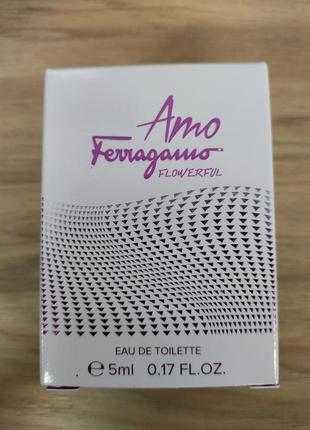 Amo
Ferragamo
FLOWERFUL
EAU DE TOILETTE
℮5ml 0.17 FL.OZ.